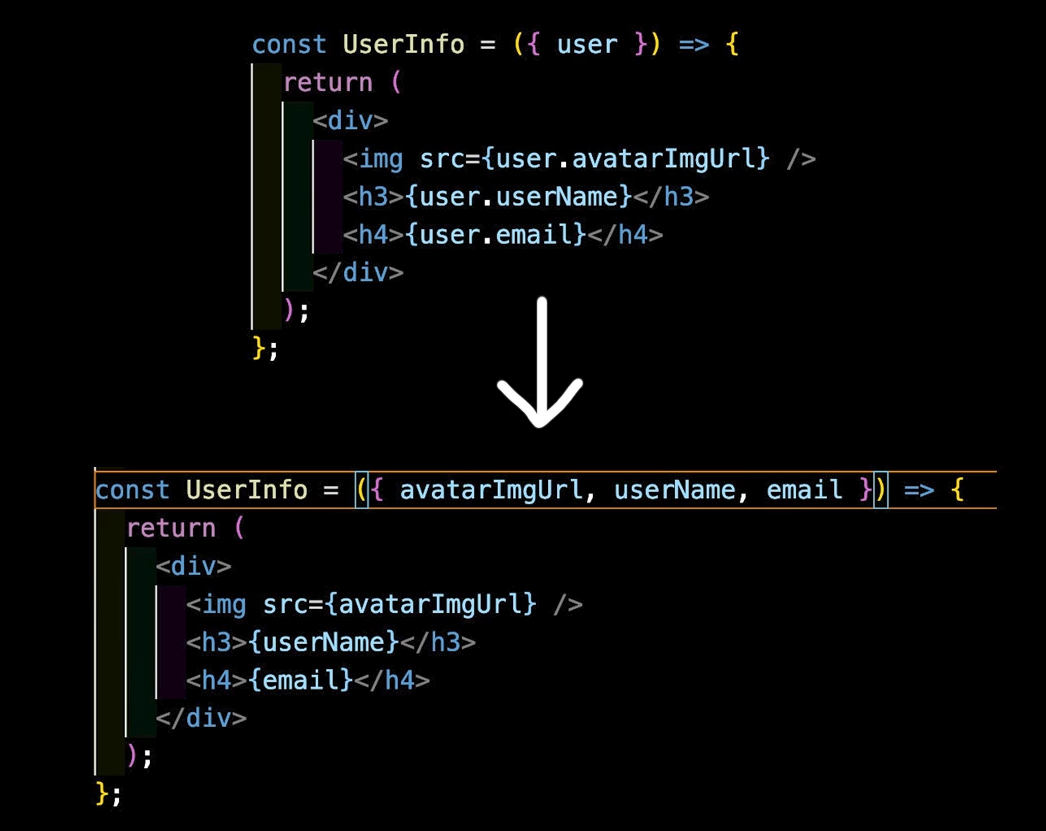 const UserInfo = ({ user }) => {
return (
<div>
<img src={user.avatarImgUrl} />
<h3>{user.userName}</h3>
<h4>{user.email}</h4>
</div>
);
};
const UserInfo = ({ avatarImgUrl, userName, email }) => {
return (
<div>
<img src={avatarImgUrl} />
<h3>{userName}</h3>
<h4>{email}</h4>
</div>
);
};